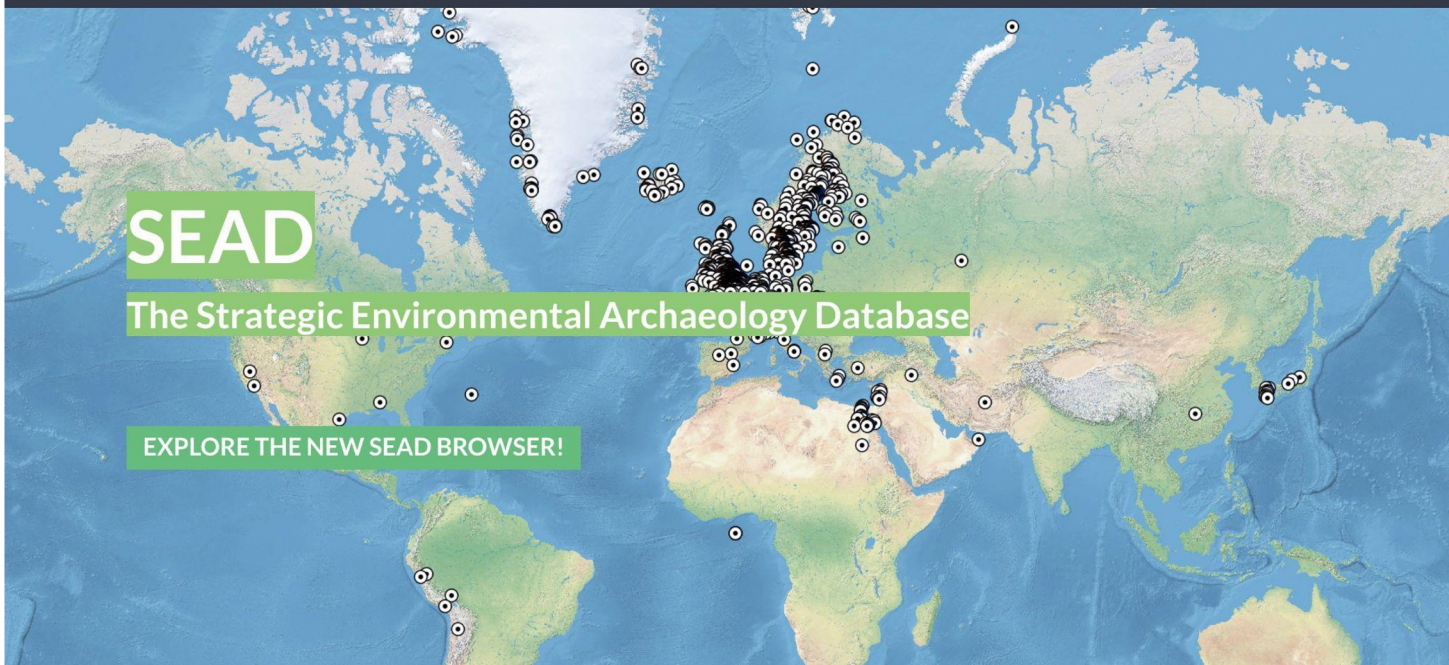 SEAD
The Strategic Environmental Archaeology Database
EXPLORE THE NEW SEAD BROWSER!